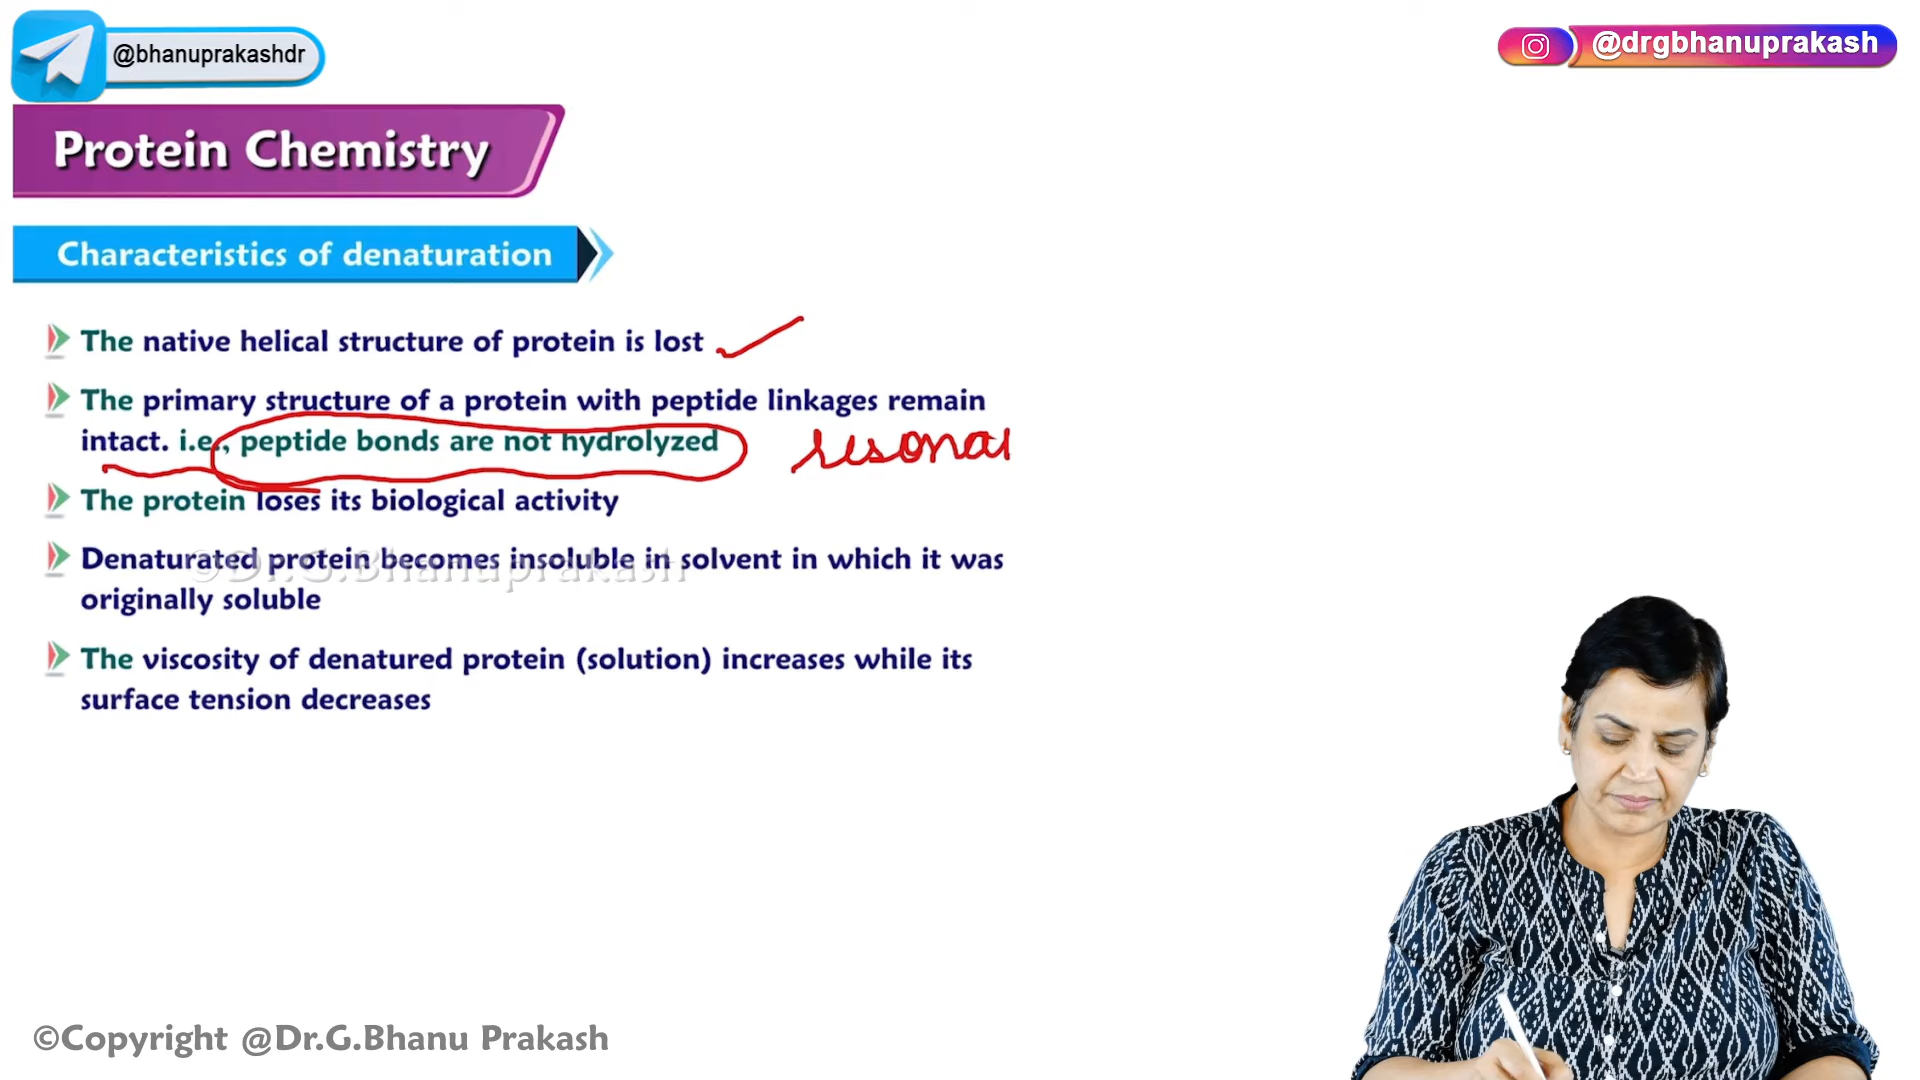 @bhanuprakashdr
@drgbhanuprakash
Protein Chemistry
Characteristics of denaturation
The native helical structure of protein is lost
The primary structure of a protein with peptide linkages remain
intact. i.e., peptide bonds are not hydrolyzed
resona
The protein loses its biological activity
Denaturated protein becomes insoluble in solvent in which it was
originally soluble
©Dr.G.Bhanuprakash
The viscosity of denatured protein (solution) increases while its
surface tension decreases
©Copyright @Dr.G.Bhanu Prakash